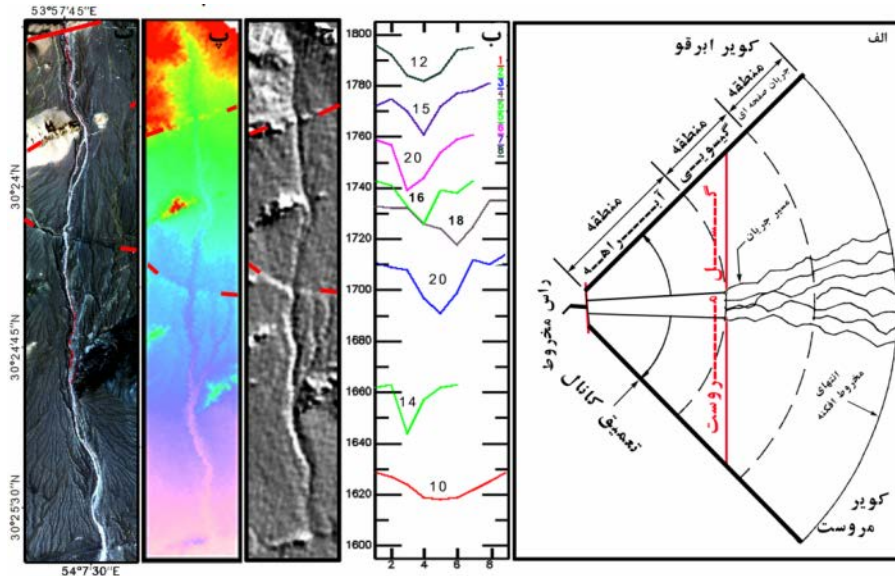 53°57'45"E
30°24'N
30°24'45"N
30°25'30"N
54°7'30"E
پ
ب
1800
1780
1760
1740
1720
1700
1680
1660
1640
1620
1600
12
15
20
16
18
20
14
10
2
4
6
8
الف
کویر ابرقو
منطقه
جریان صفحه ای
منطقه
گیسویی
منطقه
آبراهه
مسیر جریان
گسل مروست
راس مخروط
تعمیق کانال
انتهای
مخروط افکنه
کویر
مروست